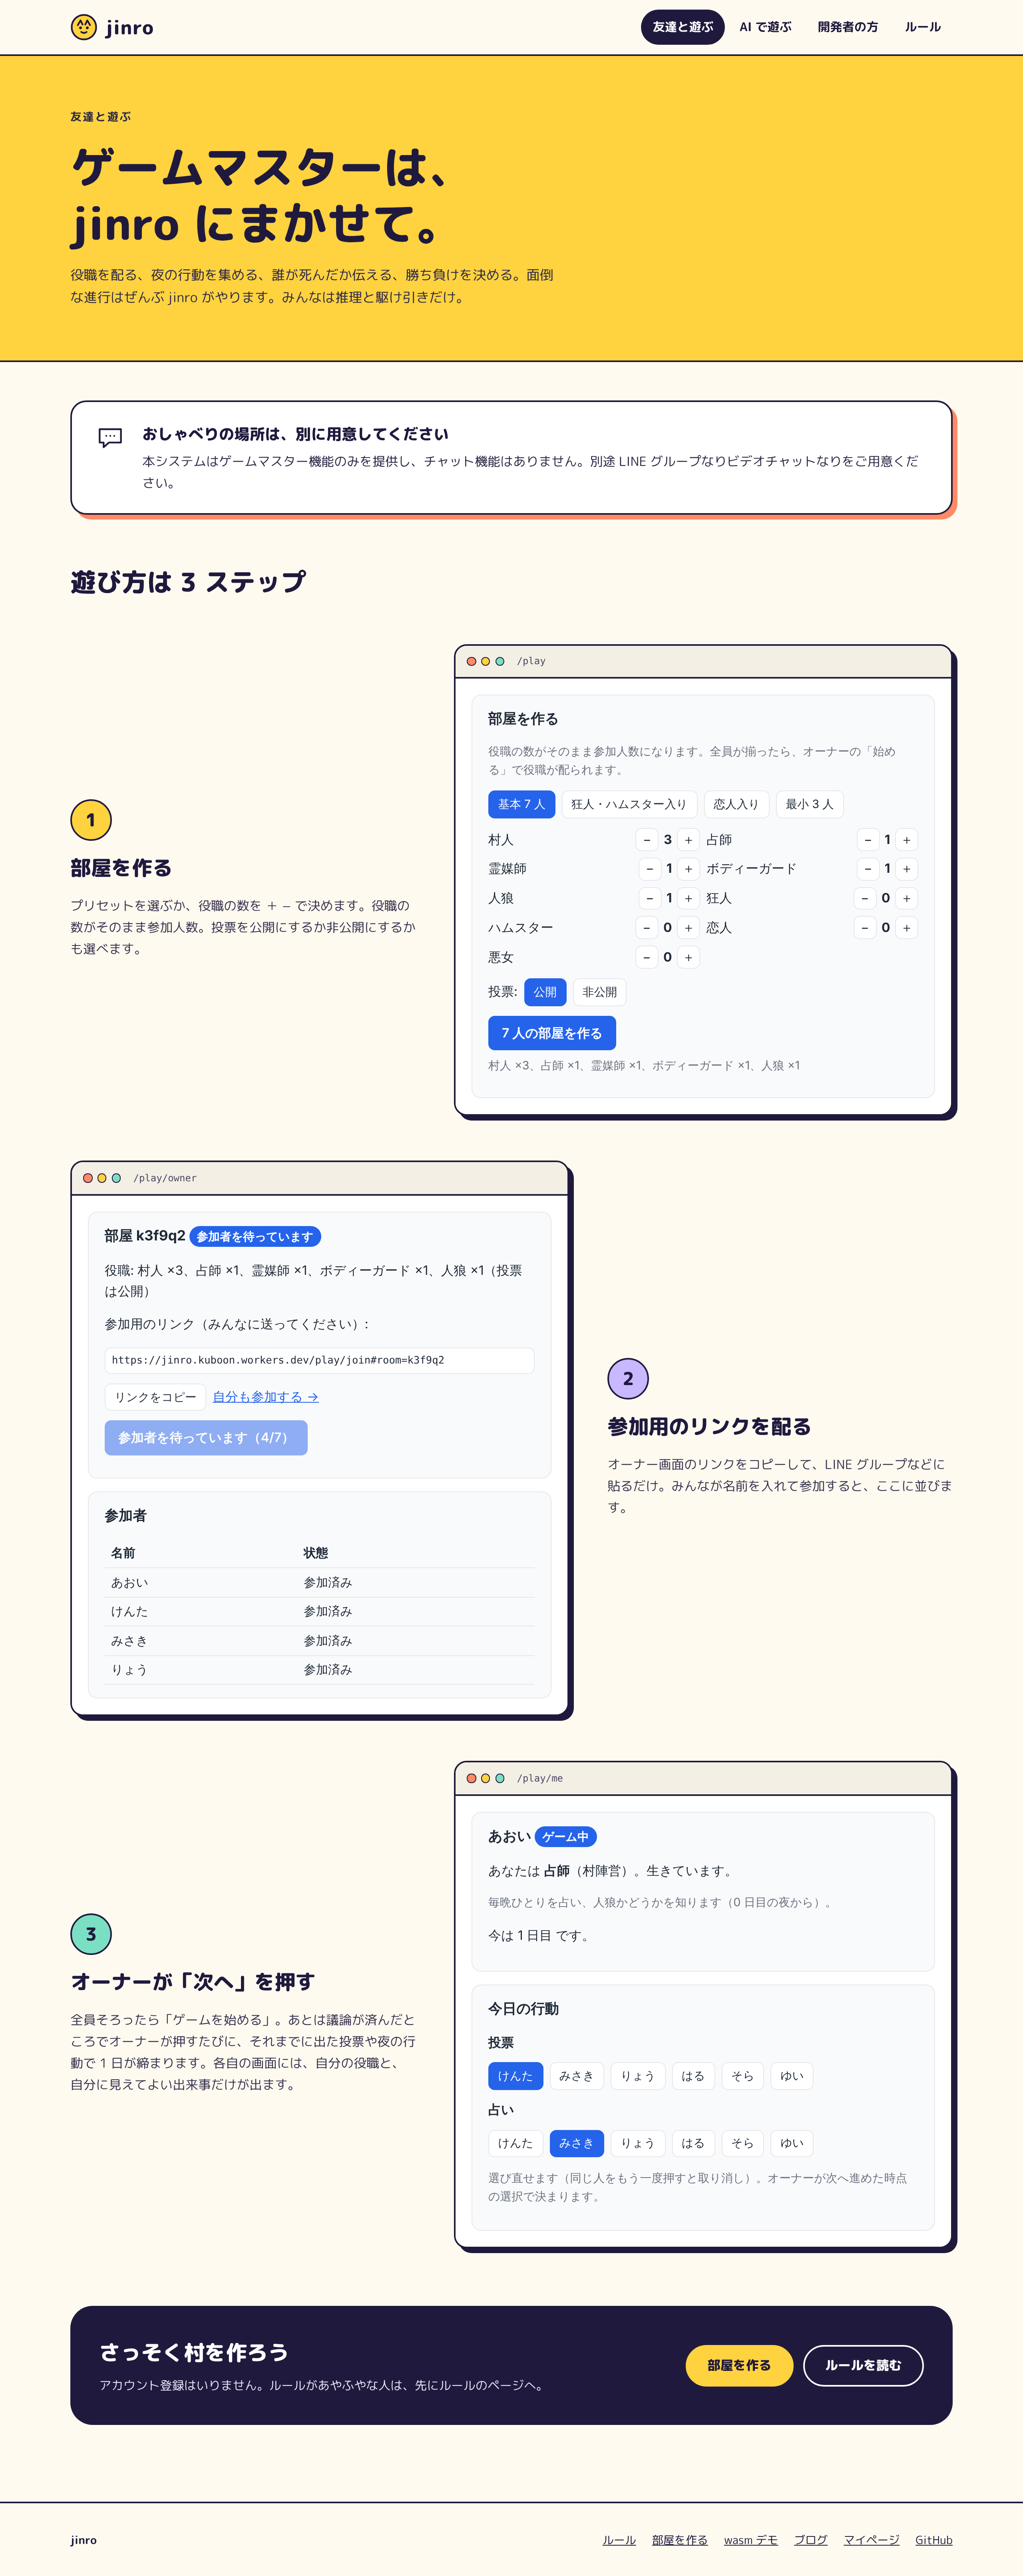 jinro
友達と遊ぶ
AI で遊ぶ
開発者の方
ルール
友達と遊ぶ
ゲームマスターは、
jinro にまかせて。
役職を配る、夜の行動を集める、誰が死んだか伝える、勝ち負けを決める。面倒
な進行はぜんぶ jinro がやります。みんなは推理と駆け引きだけ。
おしゃべりの場所は、別に用意してください
本システムはゲームマスター機能のみを提供し、チャット機能はありません。別途 LINE グループなりビデオチャットなりをご用意くだ
さい。
遊び方は 3 ステップ
1
部屋を作る
プリセットを選ぶか、役職の数を ＋ − で決めます。役職の
数がそのまま参加人数。投票を公開にするか非公開にするか
も選べます。
/play
部屋を作る
役職の数がそのまま参加人数になります。全員が揃ったら、オーナーの「始め
る」で役職が配られます。
基本 7 人 狂人・ハムスター入り 恋人入り 最小 3 人
村人 − 3 ＋ 占師 − 1 ＋
霊媒師 − 1 ＋ ボディーガード − 1 ＋
人狼 − 1 ＋ 狂人 − 0 ＋
ハムスター − 0 ＋ 恋人 − 0 ＋
悪女 − 0 ＋
投票: 公開 非公開
7 人の部屋を作る
村人 ×3、占師 ×1、霊媒師 ×1、ボディーガード ×1、人狼 ×1
/play/owner
部屋 k3f9q2 参加者を待っています
役職: 村人 ×3、占師 ×1、霊媒師 ×1、ボディーガード ×1、人狼 ×1（投票
は公開）
参加用のリンク（みんなに送ってください）:
https://jinro.kuboon.workers.dev/play/join#room=k3f9q2
リンクをコピー 自分も参加する →
参加者を待っています（4/7）
参加者
名前 状態
あおい 参加済み
けんた 参加済み
みさき 参加済み
りょう 参加済み
2
参加用のリンクを配る
オーナー画面のリンクをコピーして、LINE グループなどに
貼るだけ。みんなが名前を入れて参加すると、ここに並びま
す。
3
オーナーが「次へ」を押す
全員そろったら「ゲームを始める」。あとは議論が済んだと
ころでオーナーが押すたびに、それまでに出た投票や夜の行
動で 1 日が締まります。各自の画面には、自分の役職と、
自分に見えてよい出来事だけが出ます。
/play/me
あおい ゲーム中
あなたは 占師（村陣営）。生きています。
毎晩ひとりを占い、人狼かどうかを知ります（0 日目の夜から）。
今は 1 日目 です。
今日の行動
投票
けんた みさき りょう はる そら ゆい
占い
けんた みさき りょう はる そら ゆい
選び直せます（同じ人をもう一度押すと取り消し）。オーナーが次へ進めた時点
の選択で決まります。
さっそく村を作ろう
アカウント登録はいりません。ルールがあやふやな人は、先にルールのページへ。
部屋を作る
ルールを読む
jinro
ルール 部屋を作る wasm デモ ブログ マイページ GitHub